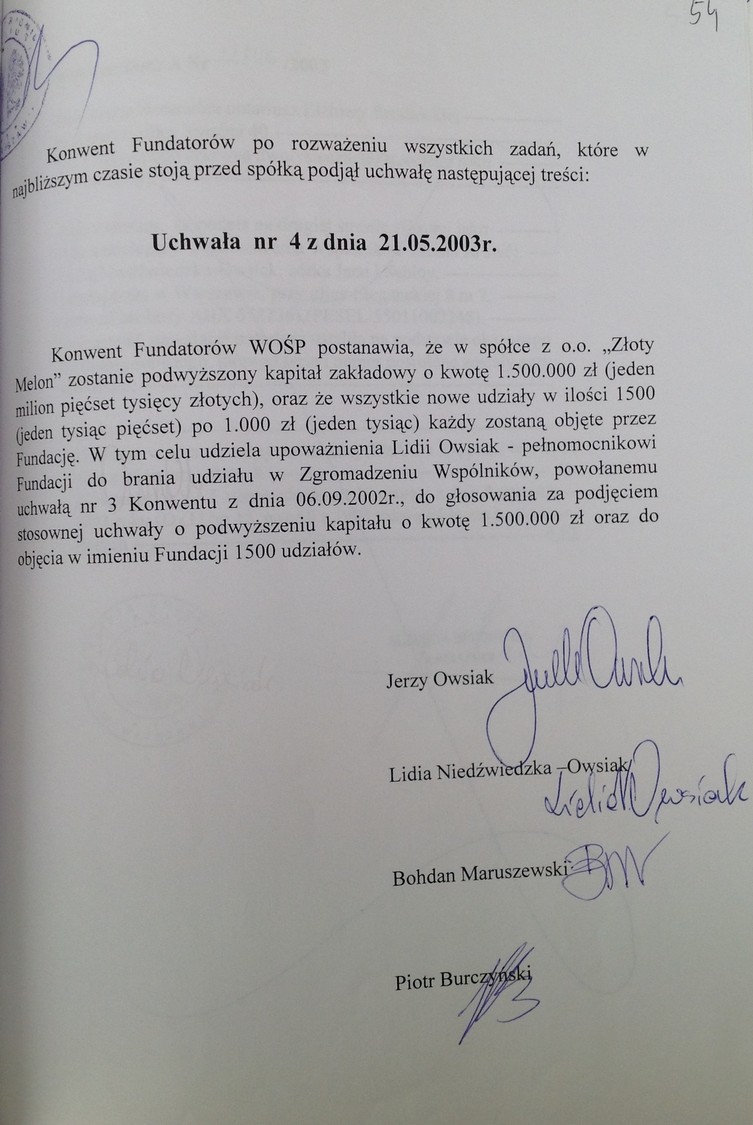 54
Konwent Fundatorów po rozważeniu wszystkich zadań, które w
najbliższym czasie stoją przed spółką podjął uchwałę następującej treści:
Uchwała nr 4 z dnia 21.05.2003r.
Konwent Fundatorów WOŚP postanawia, że w spółce z o.o. „Złoty
Melon” zostanie podwyższony kapitał zakładowy o kwotę 1.500.000 zł (jeden
milion pięćset tysięcy złotych), oraz że wszystkie nowe udziały w ilości 1500
(jeden tysiąc pięćset) po 1.000 zł (jeden tysiąc) każdy zostaną objęte przez
Fundację. W tym celu udziela upoważnienia Lidii Owsiak - pełnomocnikowi
Fundacji do brania udziału w Zgromadzeniu Wspólników, powołanemu
uchwałą nr 3 Konwentu z dnia 06.09.2002r., do głosowania za podjęciem
stosownej uchwały o podwyższeniu kapitału o kwotę 1.500.000 zł oraz do
objęcia w imieniu Fundacji 1500 udziałów.
Jerzy Owsiak
Lidia Niedźwiedzka –Owsiak
Lidia Owsiak
Bohdan Maruszewski
Piotr Burczyński